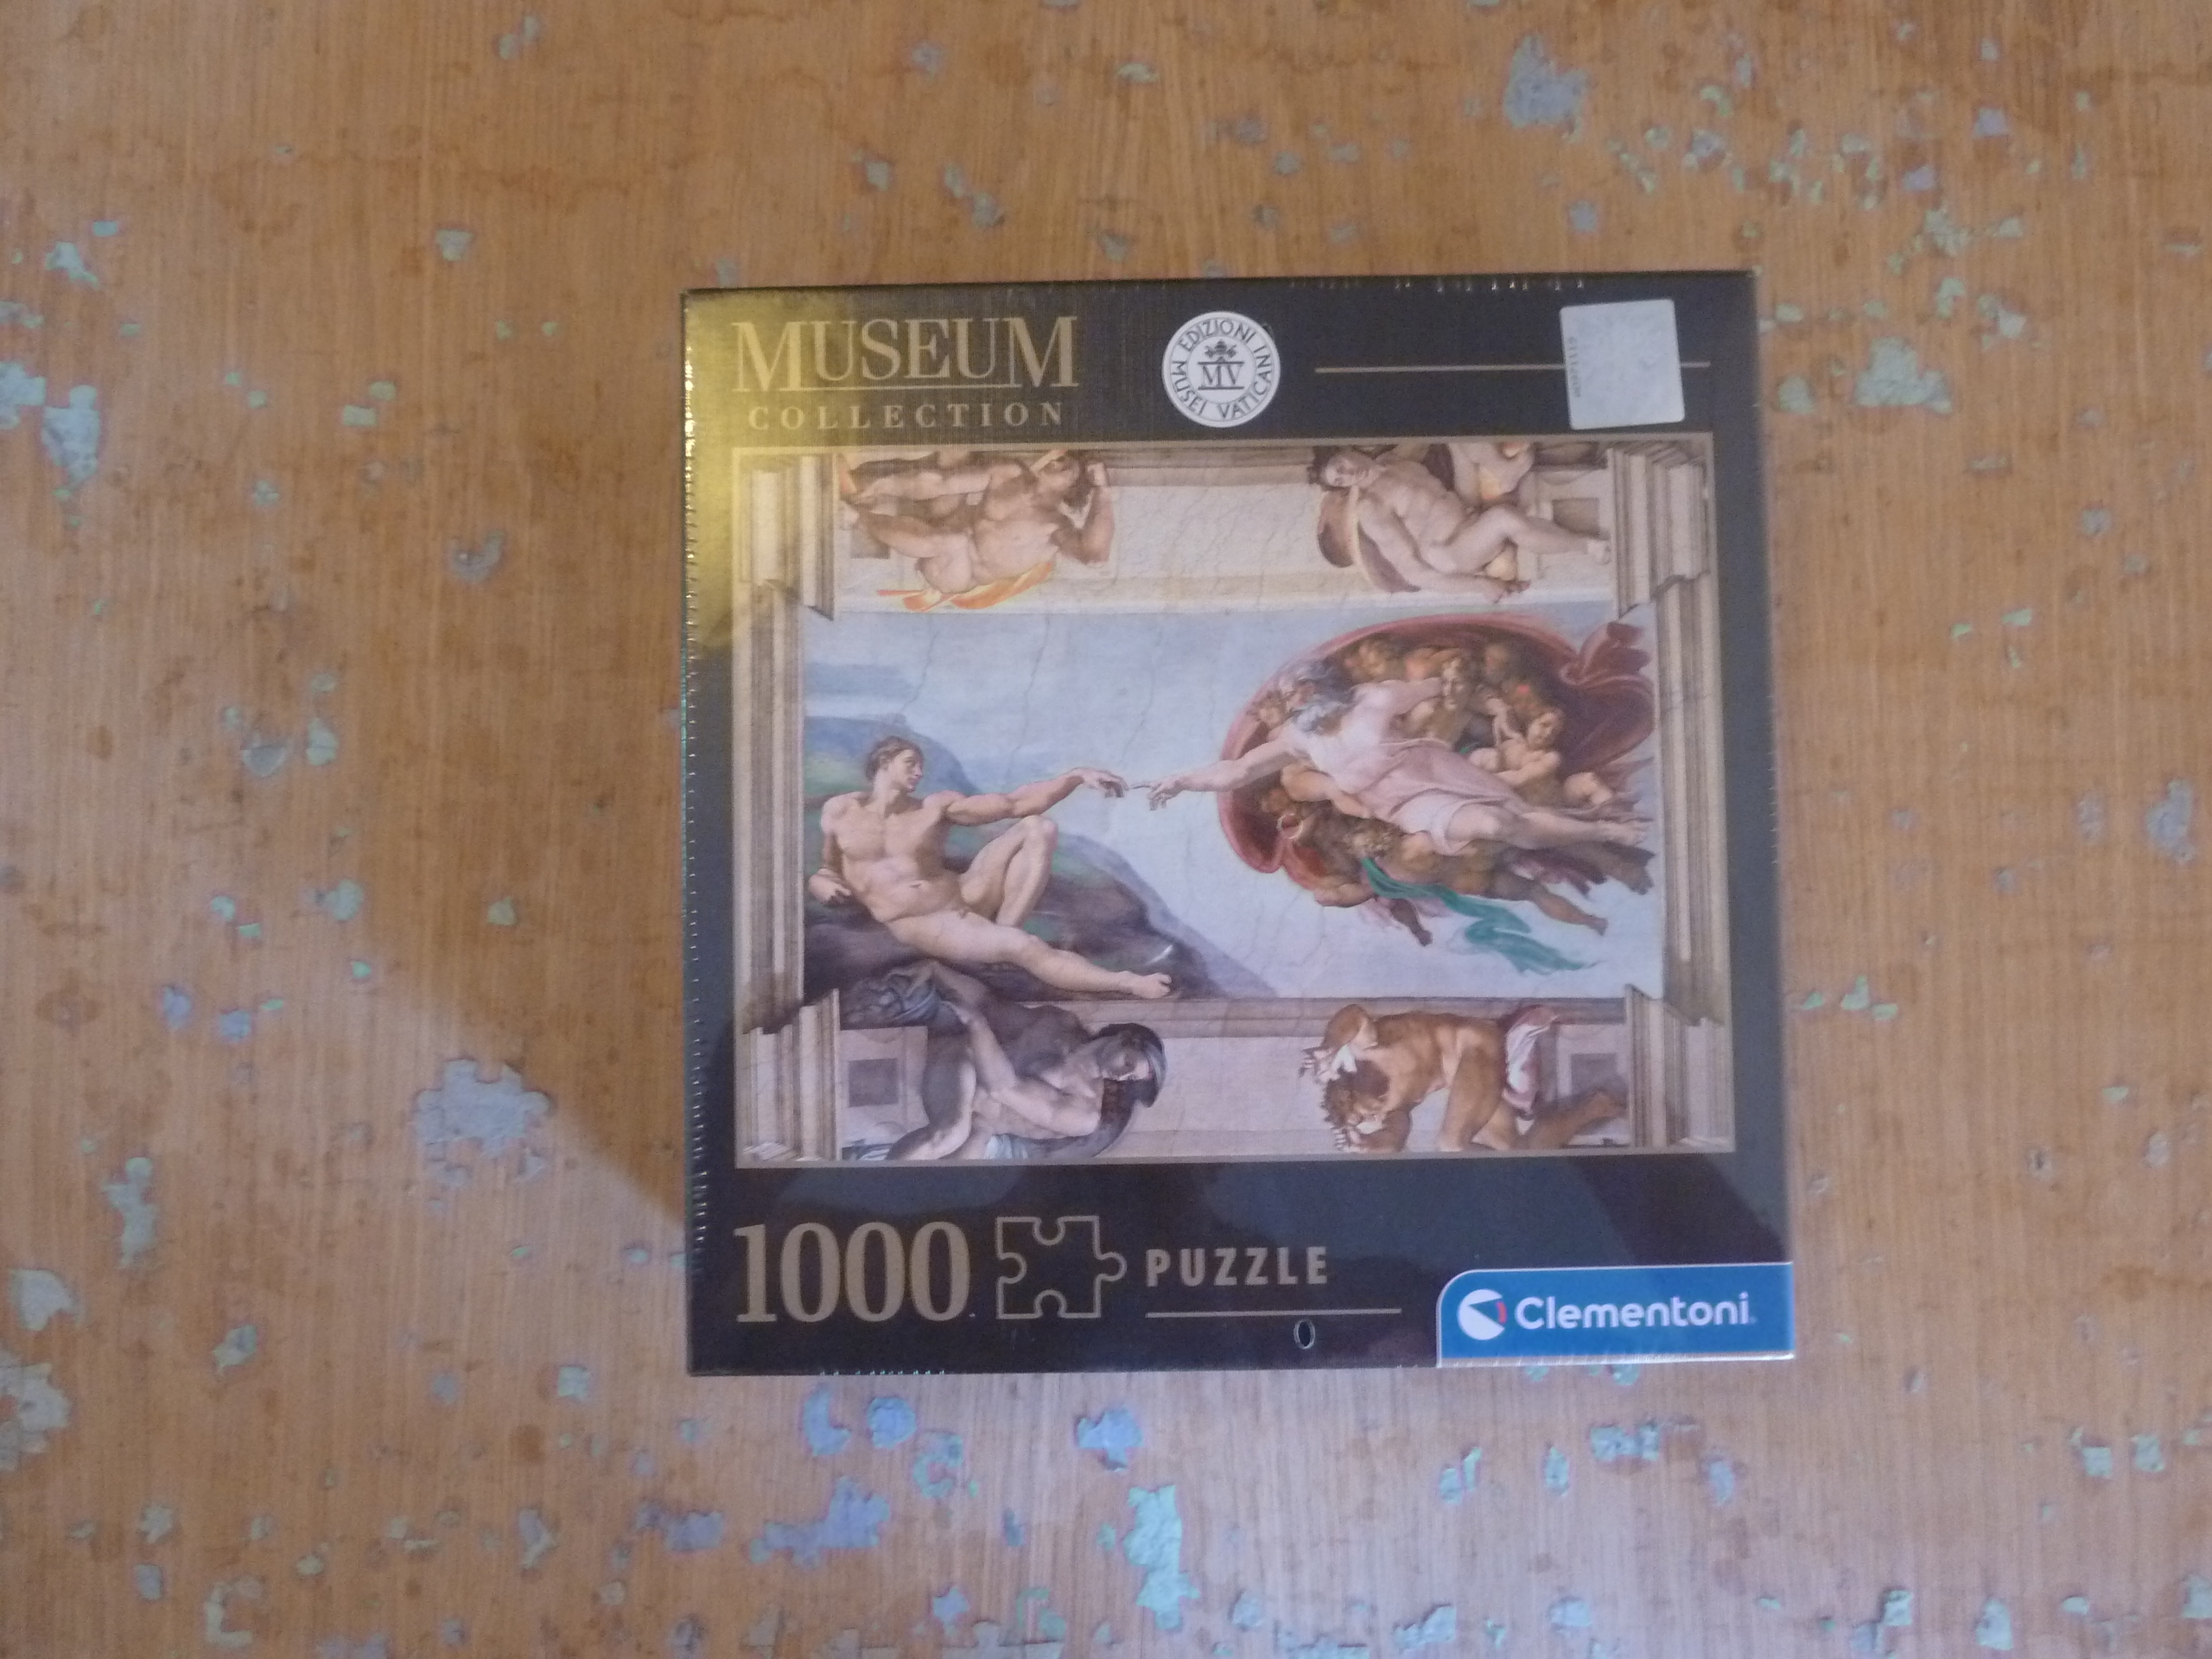 MUSEUM
COLLECTION
EDIZIONI
MUSEI VATICANI
MV
1000
PUZZLE
Clementoni